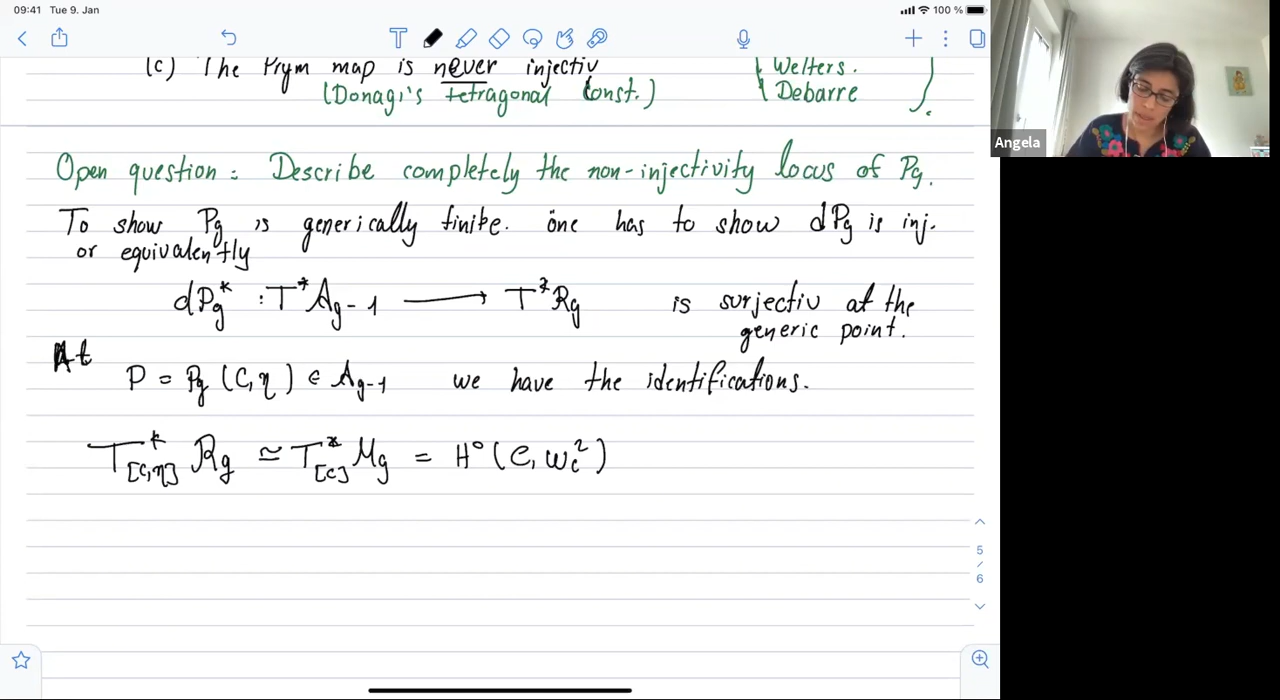 09:41 Tue 9. Jan
100 %
(c) The Prym map is never injectiv
(Donagi's tetragonal Const.)
Welters.
Debarre
Open question: Describe completely the non-injectivity locus of Pg.
To show Pg is generically finite. one has to show dPg is inj.
or equivalently
dPg* : T*Ag-1 ⟶ T*Rg is surjectiv at the
generic point.
At
P = Pg (C,η) ∈ Ag-1 we have the identifications.
T*[C,η] Rg ≃ T*[C] Mg = H°(C, ωc²)
5
/
6
Angela